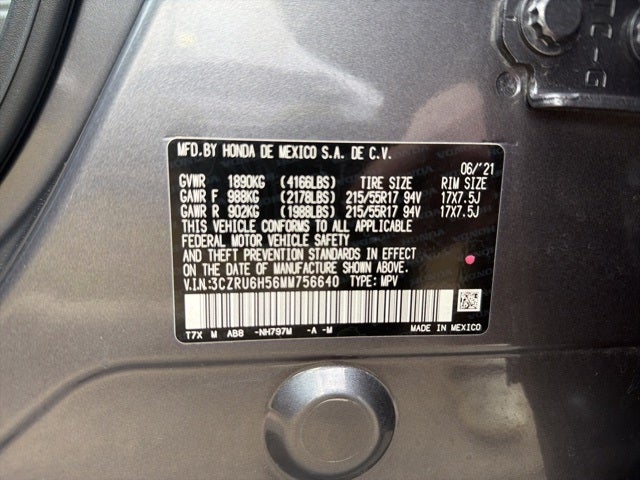 MFD.BY HONDA DE MEXICO S.A. DE C.V.
06/'21
GVWR 1890KG (4166LBS) TIRE SIZE RIM SIZE
GAWR F 988KG (2178LBS) 215/55R17 94V 17X7.5J
GAWR R 902KG (1988LBS) 215/55R17 94V 17X7.5J
THIS VEHICLE CONFORMS TO ALL APPLICABLE
FEDERAL MOTOR VEHICLE SAFETY
AND THEFT PREVENTION STANDARDS IN EFFECT
ON THE DATE OF MANUFACTURE SHOWN ABOVE.
V.I.N.:3CZRU6H56MM756640 TYPE: MPV
T7X M AB8 -NH797M -A -M
MADE IN MEXICO